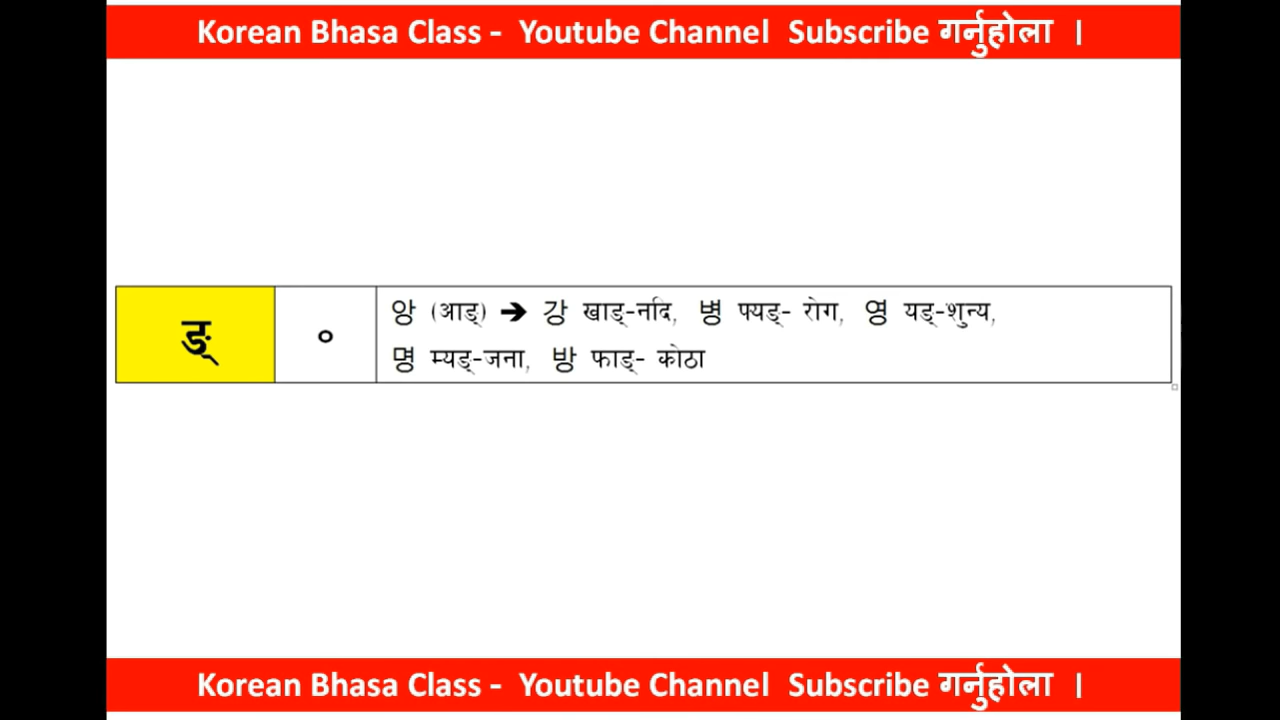 Korean Bhasa Class - Youtube Channel Subscribe गर्नुहोला ।
ङ् ㅇ 앙 (आङ्) ➔ 강 खाङ्-नदि, 병 फ्यङ्- रोग, 영 यङ्-शुन्य,
명 म्यङ्-जना, 방 फाङ्- कोठा
Korean Bhasa Class - Youtube Channel Subscribe गर्नुहोला ।